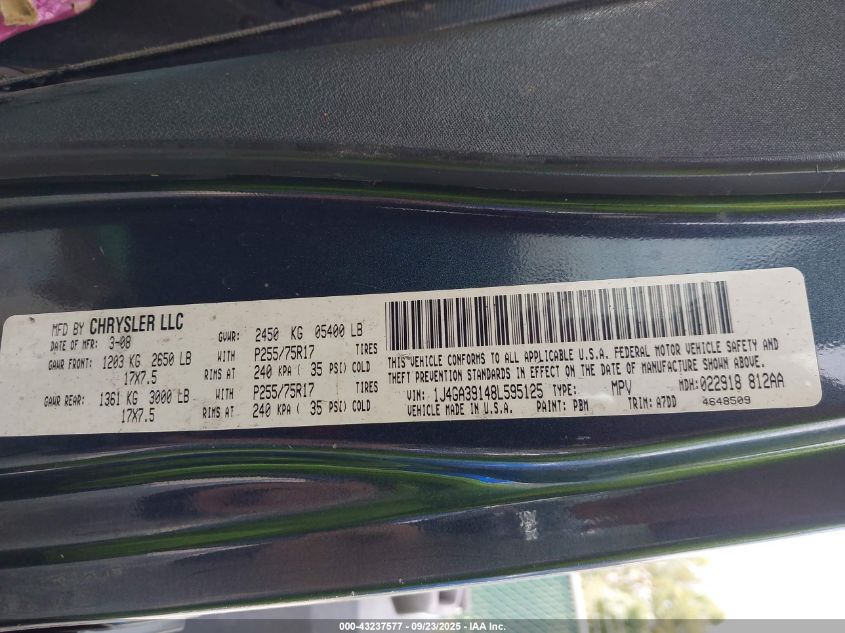 MFD BY CHRYSLER LLC
DATE OF MFR: 3-08 GVWR: 2450 KG 05400 LB
GAWR FRONT: 1203 KG 2650 LB WITH P255/75R17 TIRES
17X7.5 RIMS AT 240 KPA ( 35 PSI) COLD
GAWR REAR: 1361 KG 3000 LB WITH P255/75R17 TIRES
17X7.5 RIMS AT 240 KPA ( 35 PSI) COLD
THIS VEHICLE CONFORMS TO ALL APPLICABLE U.S.A. FEDERAL MOTOR VEHICLE SAFETY AND
THEFT PREVENTION STANDARDS IN EFFECT ON THE DATE OF MANUFACTURE SHOWN ABOVE.
VIN: 1J4GA39148L595125 TYPE: MPV MDH:022918 812AA
VEHICLE MADE IN U.S.A. PAINT: PBM TRIM: A7DD 4648509
000-43237577 - 09/23/2025 - IAA Inc.